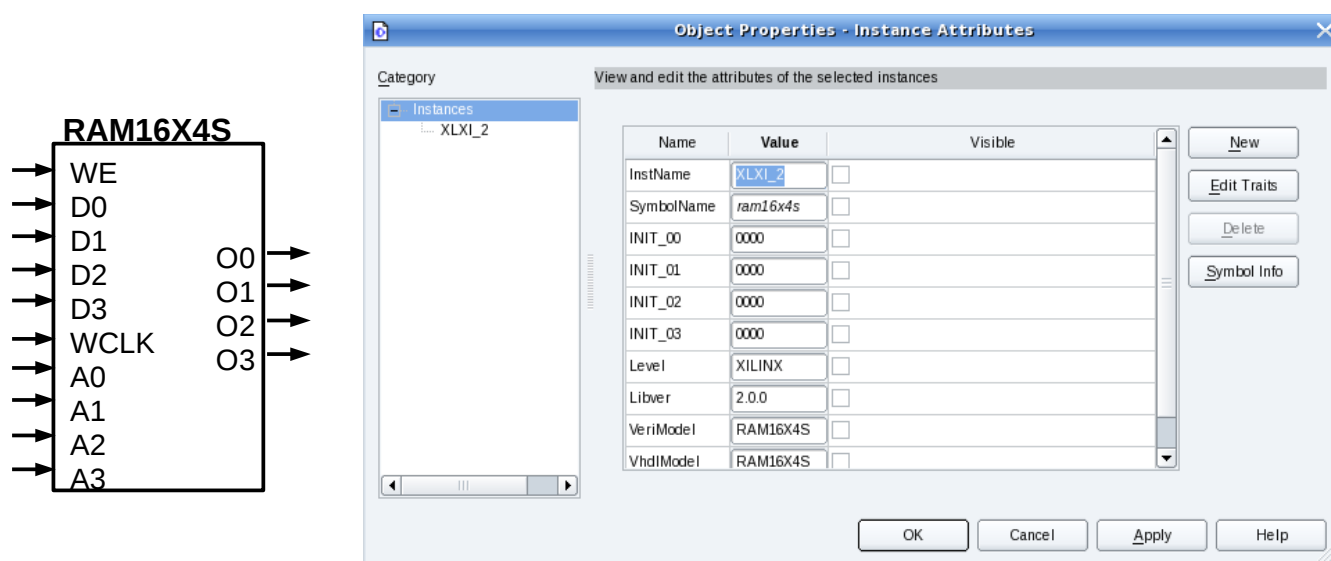 RAM16X4S
WE
D0
D1
D2
D3
WCLK
A0
A1
A2
A3
O0
O1
O2
O3
Object Properties - Instance Attributes
Category
Instances
XLXI_2
View and edit the attributes of the selected instances
Name Value Visible
InstName XLXI_2
SymbolName ram16x4s
INIT_00 0000
INIT_01 0000
INIT_02 0000
INIT_03 0000
Level XILINX
Libver 2.0.0
VeriModel RAM16X4S
VhdlModel RAM16X4S
New
Edit Traits
Delete
Symbol Info
OK Cancel Apply Help